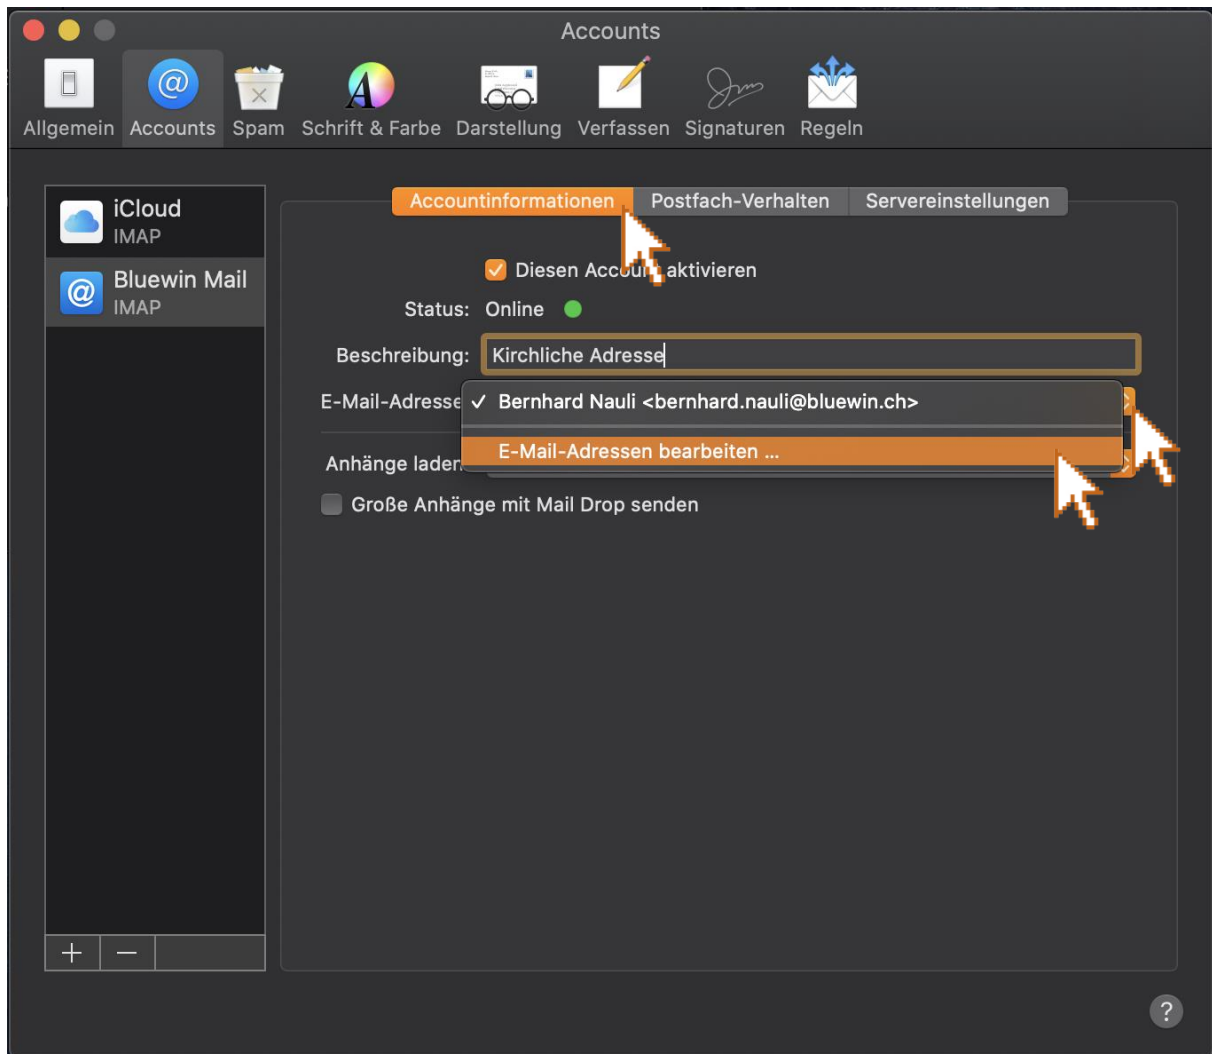 Accounts
Allgemein Accounts Spam Schrift & Farbe Darstellung Verfassen Signaturen Regeln
iCloud
IMAP
Bluewin Mail
IMAP
Accountinformationen Postfach-Verhalten Servereinstellungen
Diesen Account aktivieren
Status: Online
Beschreibung: Kirchliche Adresse
E-Mail-Adresse ✓ Bernhard Nauli <bernhard.nauli@bluewin.ch>
E-Mail-Adressen bearbeiten ...
Anhänge laden
Große Anhänge mit Mail Drop senden
?